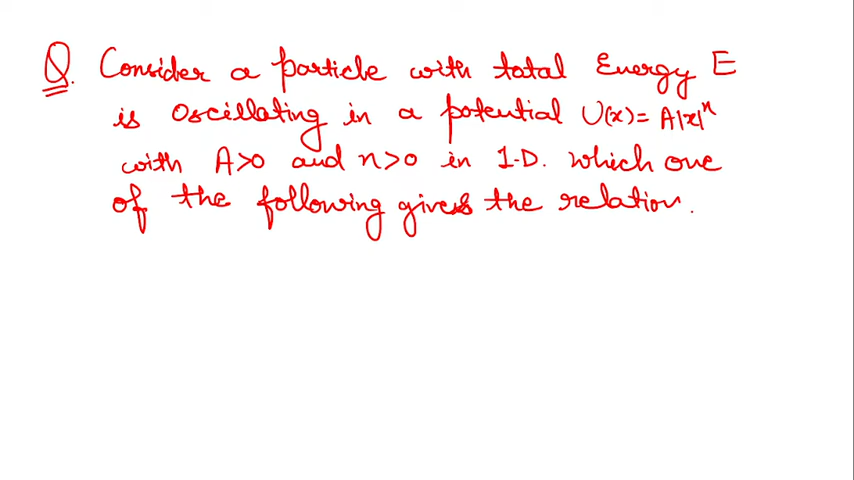 Q. Consider a particle with total Energy E
is Oscillating in a potential U(x)= A|x|ⁿ
with A>0 and n>0 in 1-D. which one
of the following gives the relation.